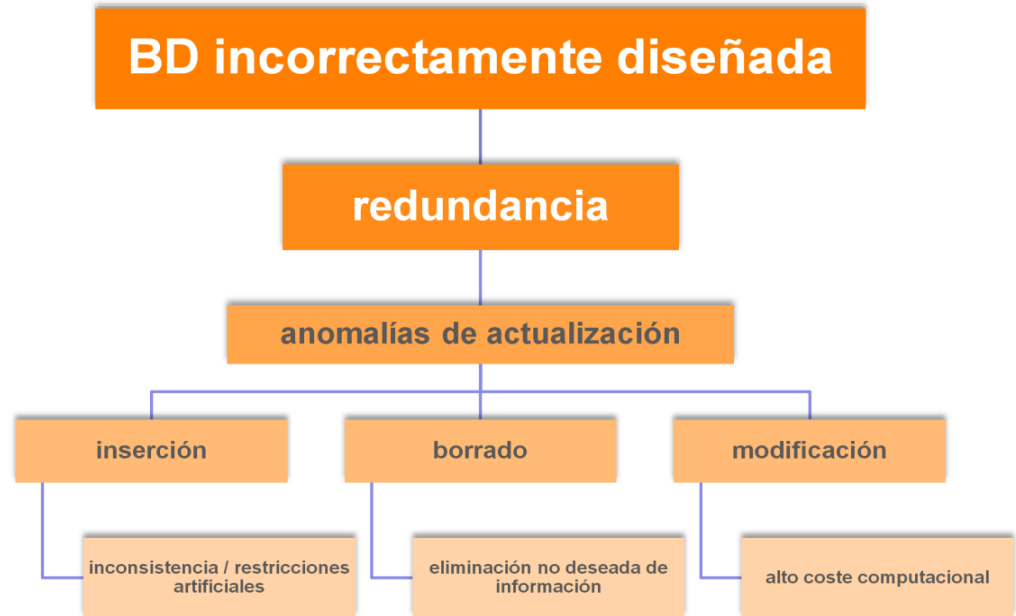 BD incorrectamente diseñada
redundancia
anomalías de actualización
inserción
borrado
modificación
inconsistencia / restricciones
artificiales
eliminación no deseada de
información
alto coste computacional